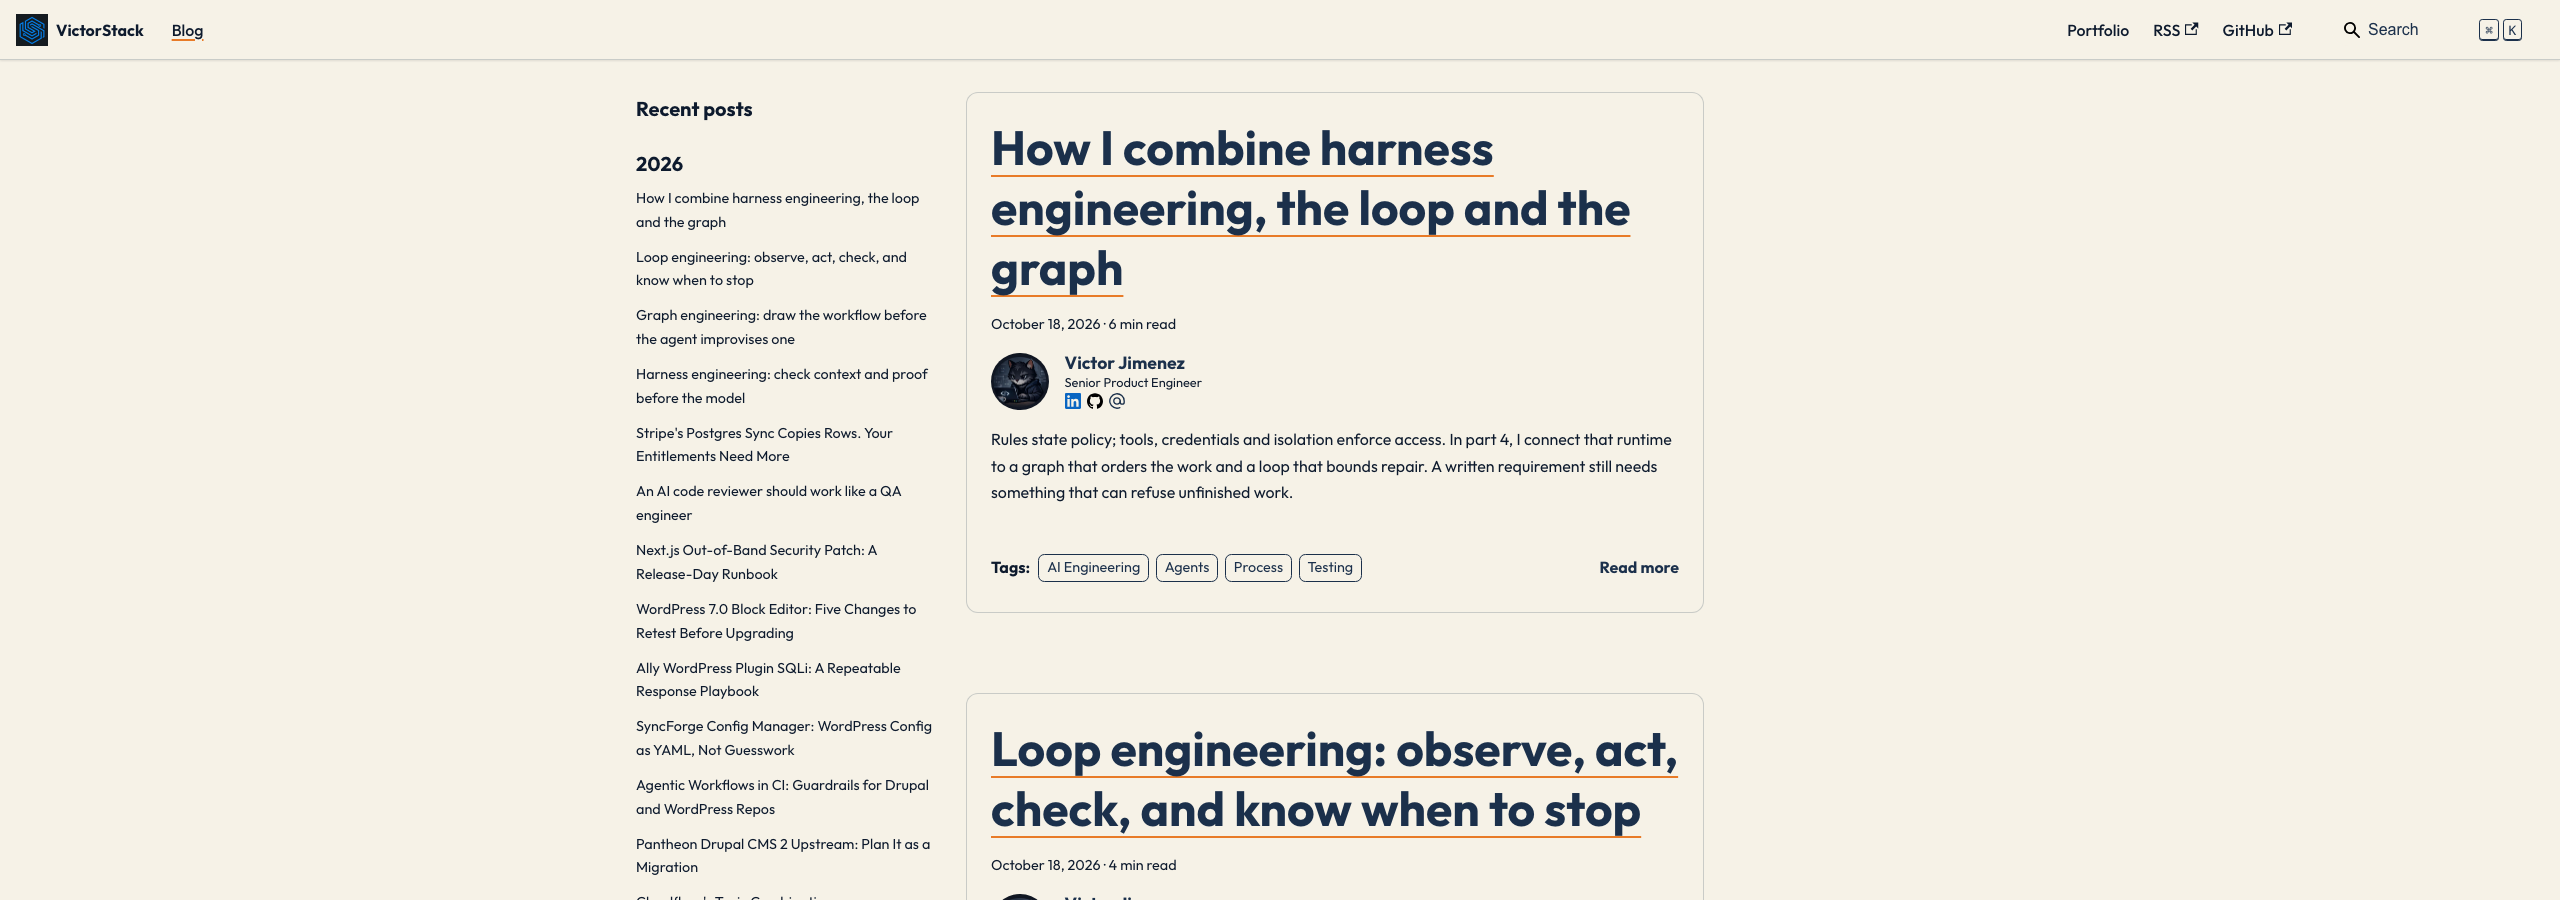 VictorStack
Blog
Portfolio
RSS
GitHub
Search
⌘ K
Recent posts
2026
How I combine harness engineering, the loop
and the graph
Loop engineering: observe, act, check, and
know when to stop
Graph engineering: draw the workflow before
the agent improvises one
Harness engineering: check context and proof
before the model
Stripe's Postgres Sync Copies Rows. Your
Entitlements Need More
An AI code reviewer should work like a QA
engineer
Next.js Out-of-Band Security Patch: A
Release-Day Runbook
WordPress 7.0 Block Editor: Five Changes to
Retest Before Upgrading
Ally WordPress Plugin SQLi: A Repeatable
Response Playbook
SyncForge Config Manager: WordPress Config
as YAML, Not Guesswork
Agentic Workflows in CI: Guardrails for Drupal
and WordPress Repos
Pantheon Drupal CMS 2 Upstream: Plan It as a
Migration
How I combine harness
engineering, the loop and the
graph
October 18, 2026 · 6 min read
Victor Jimenez
Senior Product Engineer
Rules state policy; tools, credentials and isolation enforce access. In part 4, I connect that runtime
to a graph that orders the work and a loop that bounds repair. A written requirement still needs
something that can refuse unfinished work.
Tags: AI Engineering Agents Process Testing
Read more
Loop engineering: observe, act,
check, and know when to stop
October 18, 2026 · 4 min read